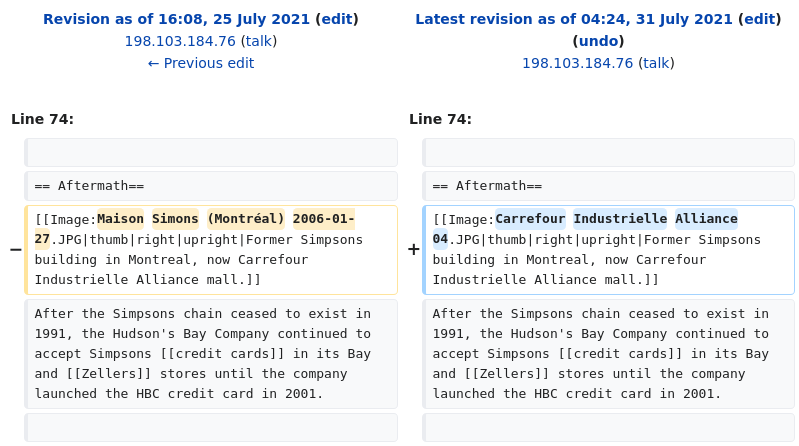 Revision as of 16:08, 25 July 2021 (edit)
198.103.184.76 (talk)
← Previous edit
Latest revision as of 04:24, 31 July 2021 (edit)
(undo)
198.103.184.76 (talk)
Line 74:
Line 74:
== Aftermath==
== Aftermath==
−
[[Image:Maison Simons (Montréal) 2006-01-
27.JPG|thumb|right|upright|Former Simpsons
building in Montreal, now Carrefour
Industrielle Alliance mall.]]
+
[[Image:Carrefour Industrielle Alliance
04.JPG|thumb|right|upright|Former Simpsons
building in Montreal, now Carrefour
Industrielle Alliance mall.]]
After the Simpsons chain ceased to exist in
1991, the Hudson's Bay Company continued to
accept Simpsons [[credit cards]] in its Bay
and [[Zellers]] stores until the company
launched the HBC credit card in 2001.
After the Simpsons chain ceased to exist in
1991, the Hudson's Bay Company continued to
accept Simpsons [[credit cards]] in its Bay
and [[Zellers]] stores until the company
launched the HBC credit card in 2001.